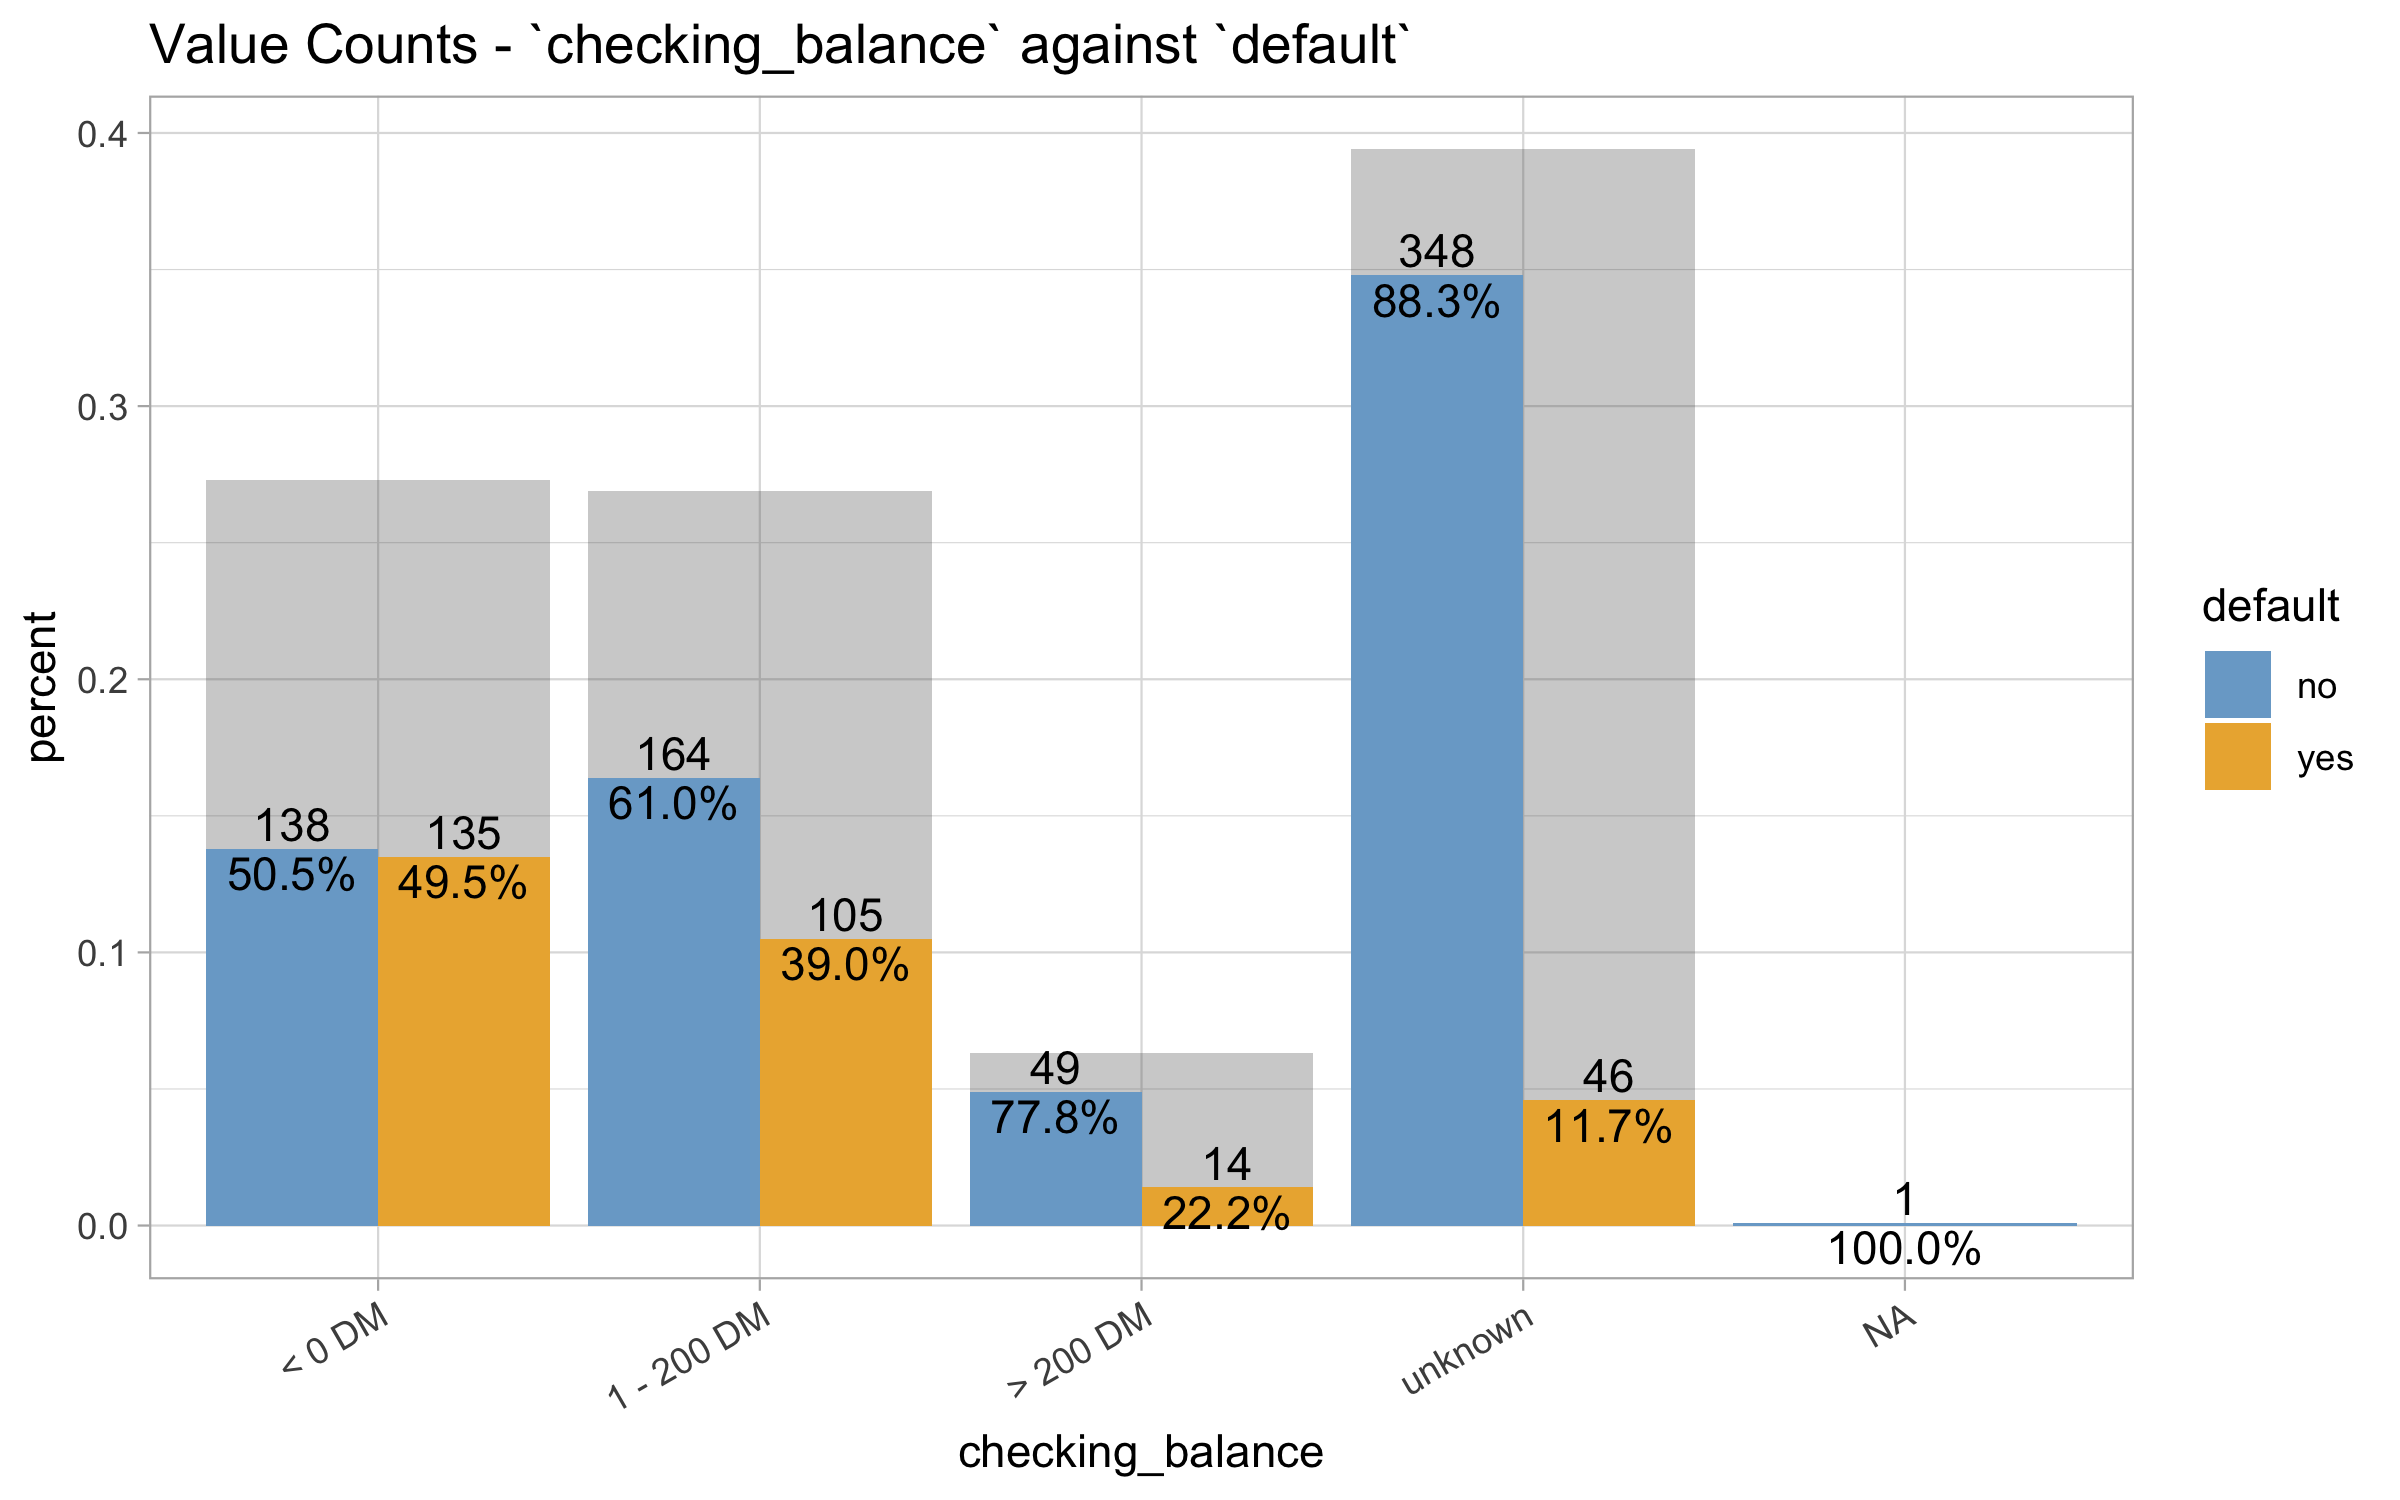 Value Counts - `checking_balance` against `default`
percent
0.4
0.3
0.2
0.1
0.0
138
50.5%
135
49.5%
164
61.0%
105
39.0%
49
77.8%
14
22.2%
348
88.3%
46
11.7%
1
100.0%
< 0 DM
1 - 200 DM
> 200 DM
unknown
NA
checking_balance
default
no
yes